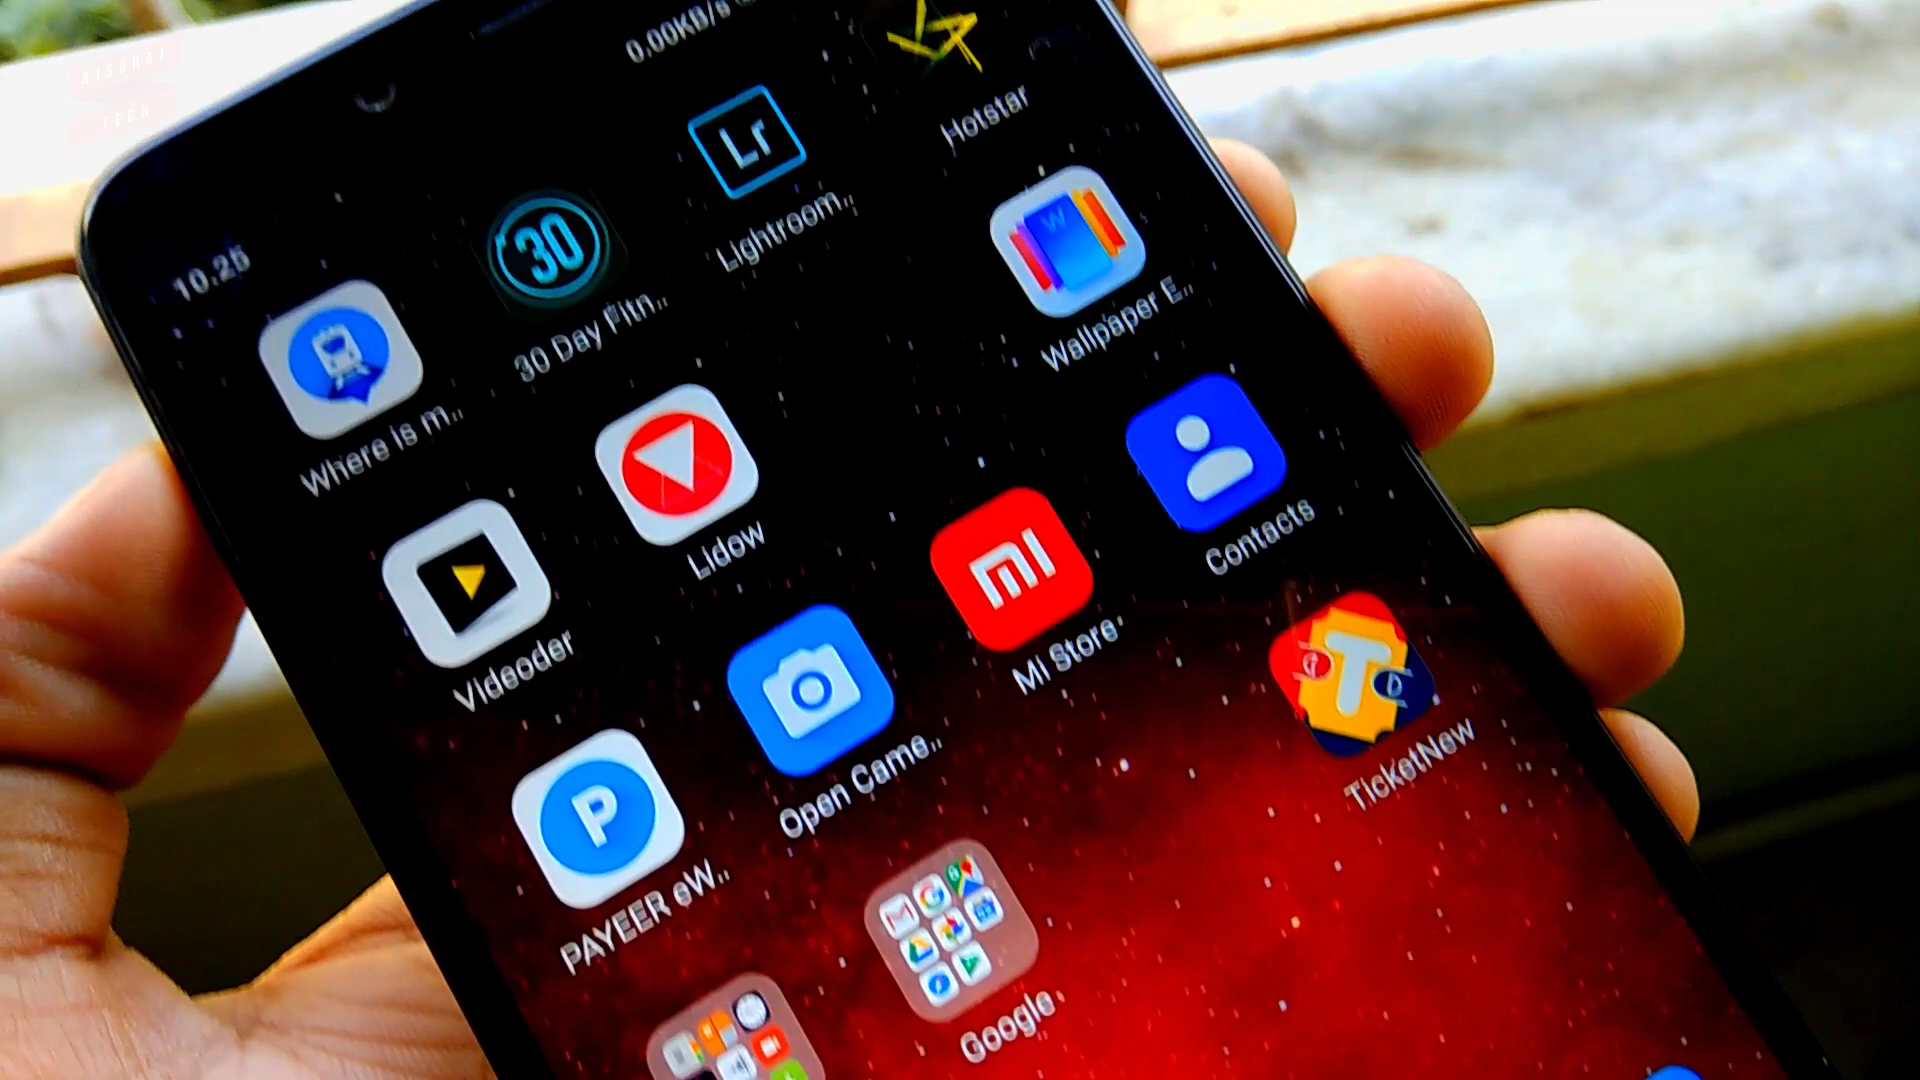 RISURAJ
TECH
10.25
0.00KB/s
Where is m..
30
30 Day Fitn..
Lr
Lightroom..
Hotstar
Videoder
Lidow
W
Wallpaper E..
P
PAYEER eW..
Open Came..
mi
Mi Store
Contacts
Google
T
TicketNew